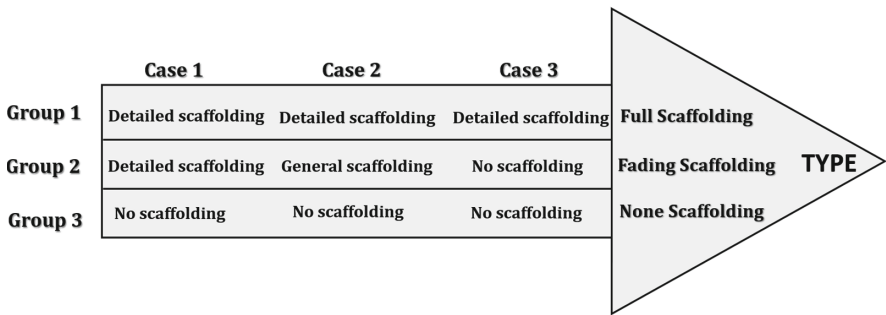 Case 1 Case 2 Case 3
Group 1 Detailed scaffolding Detailed scaffolding Detailed scaffolding Full Scaffolding
Group 2 Detailed scaffolding General scaffolding No scaffolding Fading Scaffolding TYPE
Group 3 No scaffolding No scaffolding No scaffolding None Scaffolding